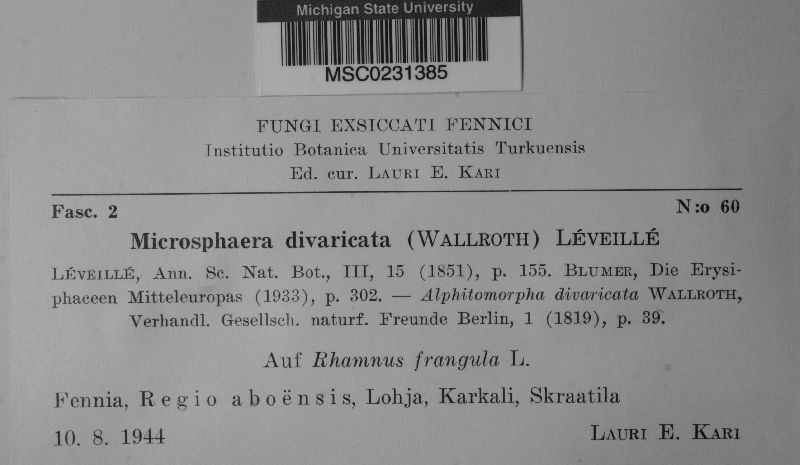 Michigan State University
MSC0231385
FUNGI EXSICCATI FENNICI
Institutio Botanica Universitatis Turkuensis
Ed. cur. LAURI E. KARI
Fasc. 2 N:o 60
Microsphaera divaricata (WALLROTH) LÉVEILLÉ
LÉVEILLÉ, Ann. Sc. Nat. Bot., III, 15 (1851), p. 155. BLUMER, Die Erysi-
phaceen Mitteleuropas (1933), p. 302. — Alphitomorpha divaricata WALLROTH,
Verhandl. Gesellsch. naturf. Freunde Berlin, 1 (1819), p. 39.
Auf Rhamnus frangula L.
Fennia, Regio aboënsis, Lohja, Karkali, Skraatila
10. 8. 1944 LAURI E. KARI